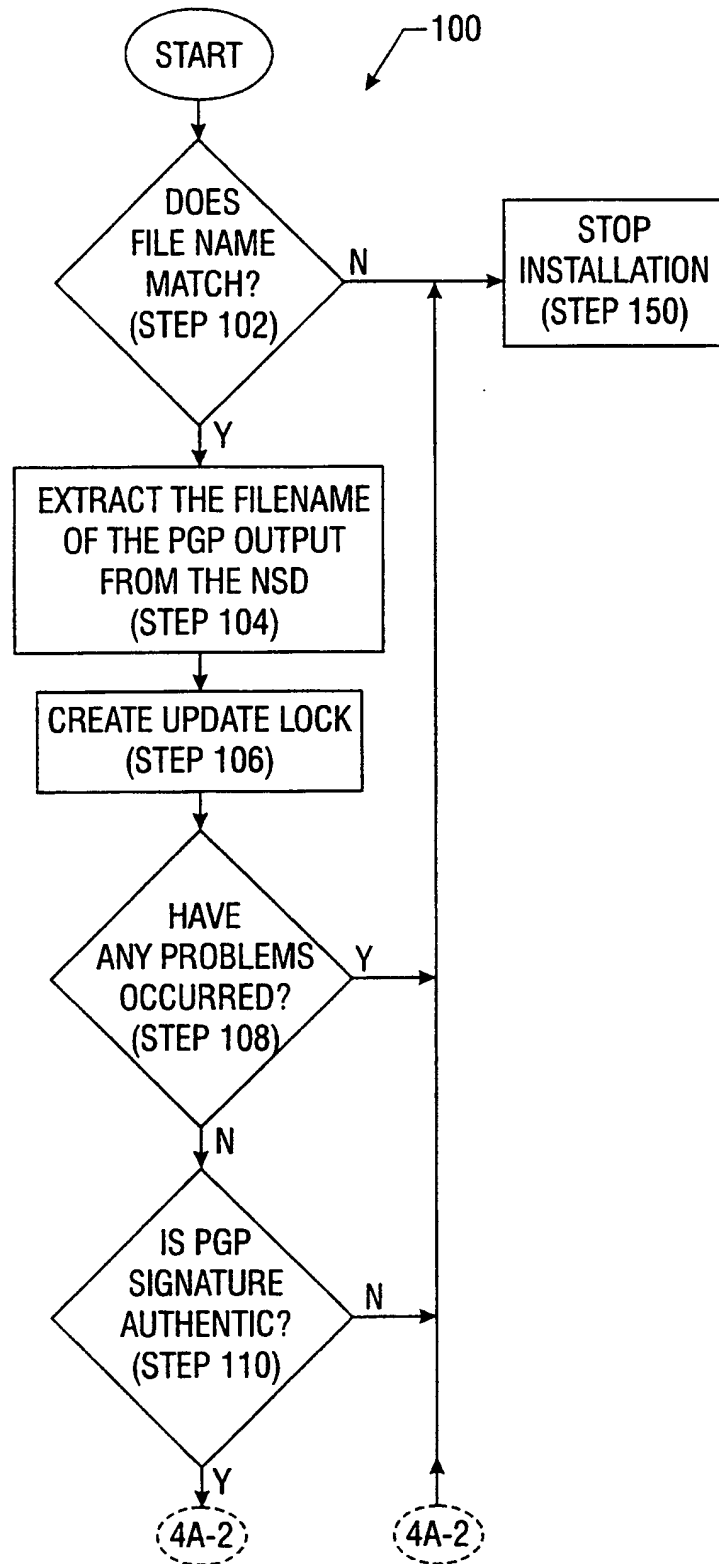 START
100
DOES
FILE NAME
MATCH?
(STEP 102)
N
STOP
INSTALLATION
(STEP 150)
Y
EXTRACT THE FILENAME
OF THE PGP OUTPUT
FROM THE NSD
(STEP 104)
CREATE UPDATE LOCK
(STEP 106)
HAVE
ANY PROBLEMS
OCCURRED?
(STEP 108)
Y
N
IS PGP
SIGNATURE
AUTHENTIC?
(STEP 110)
N
Y
4A-2
4A-2